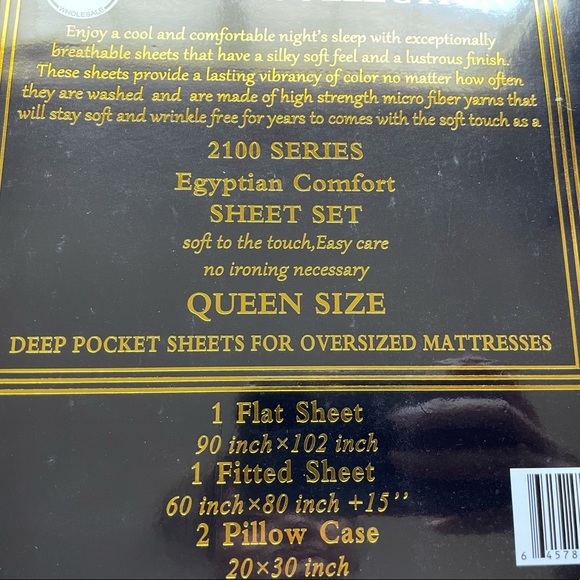 WHOLESALE
Enjoy a cool and comfortable night's sleep with exceptionally
breathable sheets that have a silky soft feel and a lustrous finish.
These sheets provide a lasting vibrancy of color no matter how often
they are washed and are made of high strength micro fiber yarns that
will stay soft and wrinkle free for years to comes with the soft touch as a
2100 SERIES
Egyptian Comfort
SHEET SET
soft to the touch,Easy care
no ironing necessary
QUEEN SIZE
DEEP POCKET SHEETS FOR OVERSIZED MATTRESSES
1 Flat Sheet
90 inch×102 inch
1 Fitted Sheet
60 inch×80 inch +15’’
2 Pillow Case
20×30 inch
6 4578